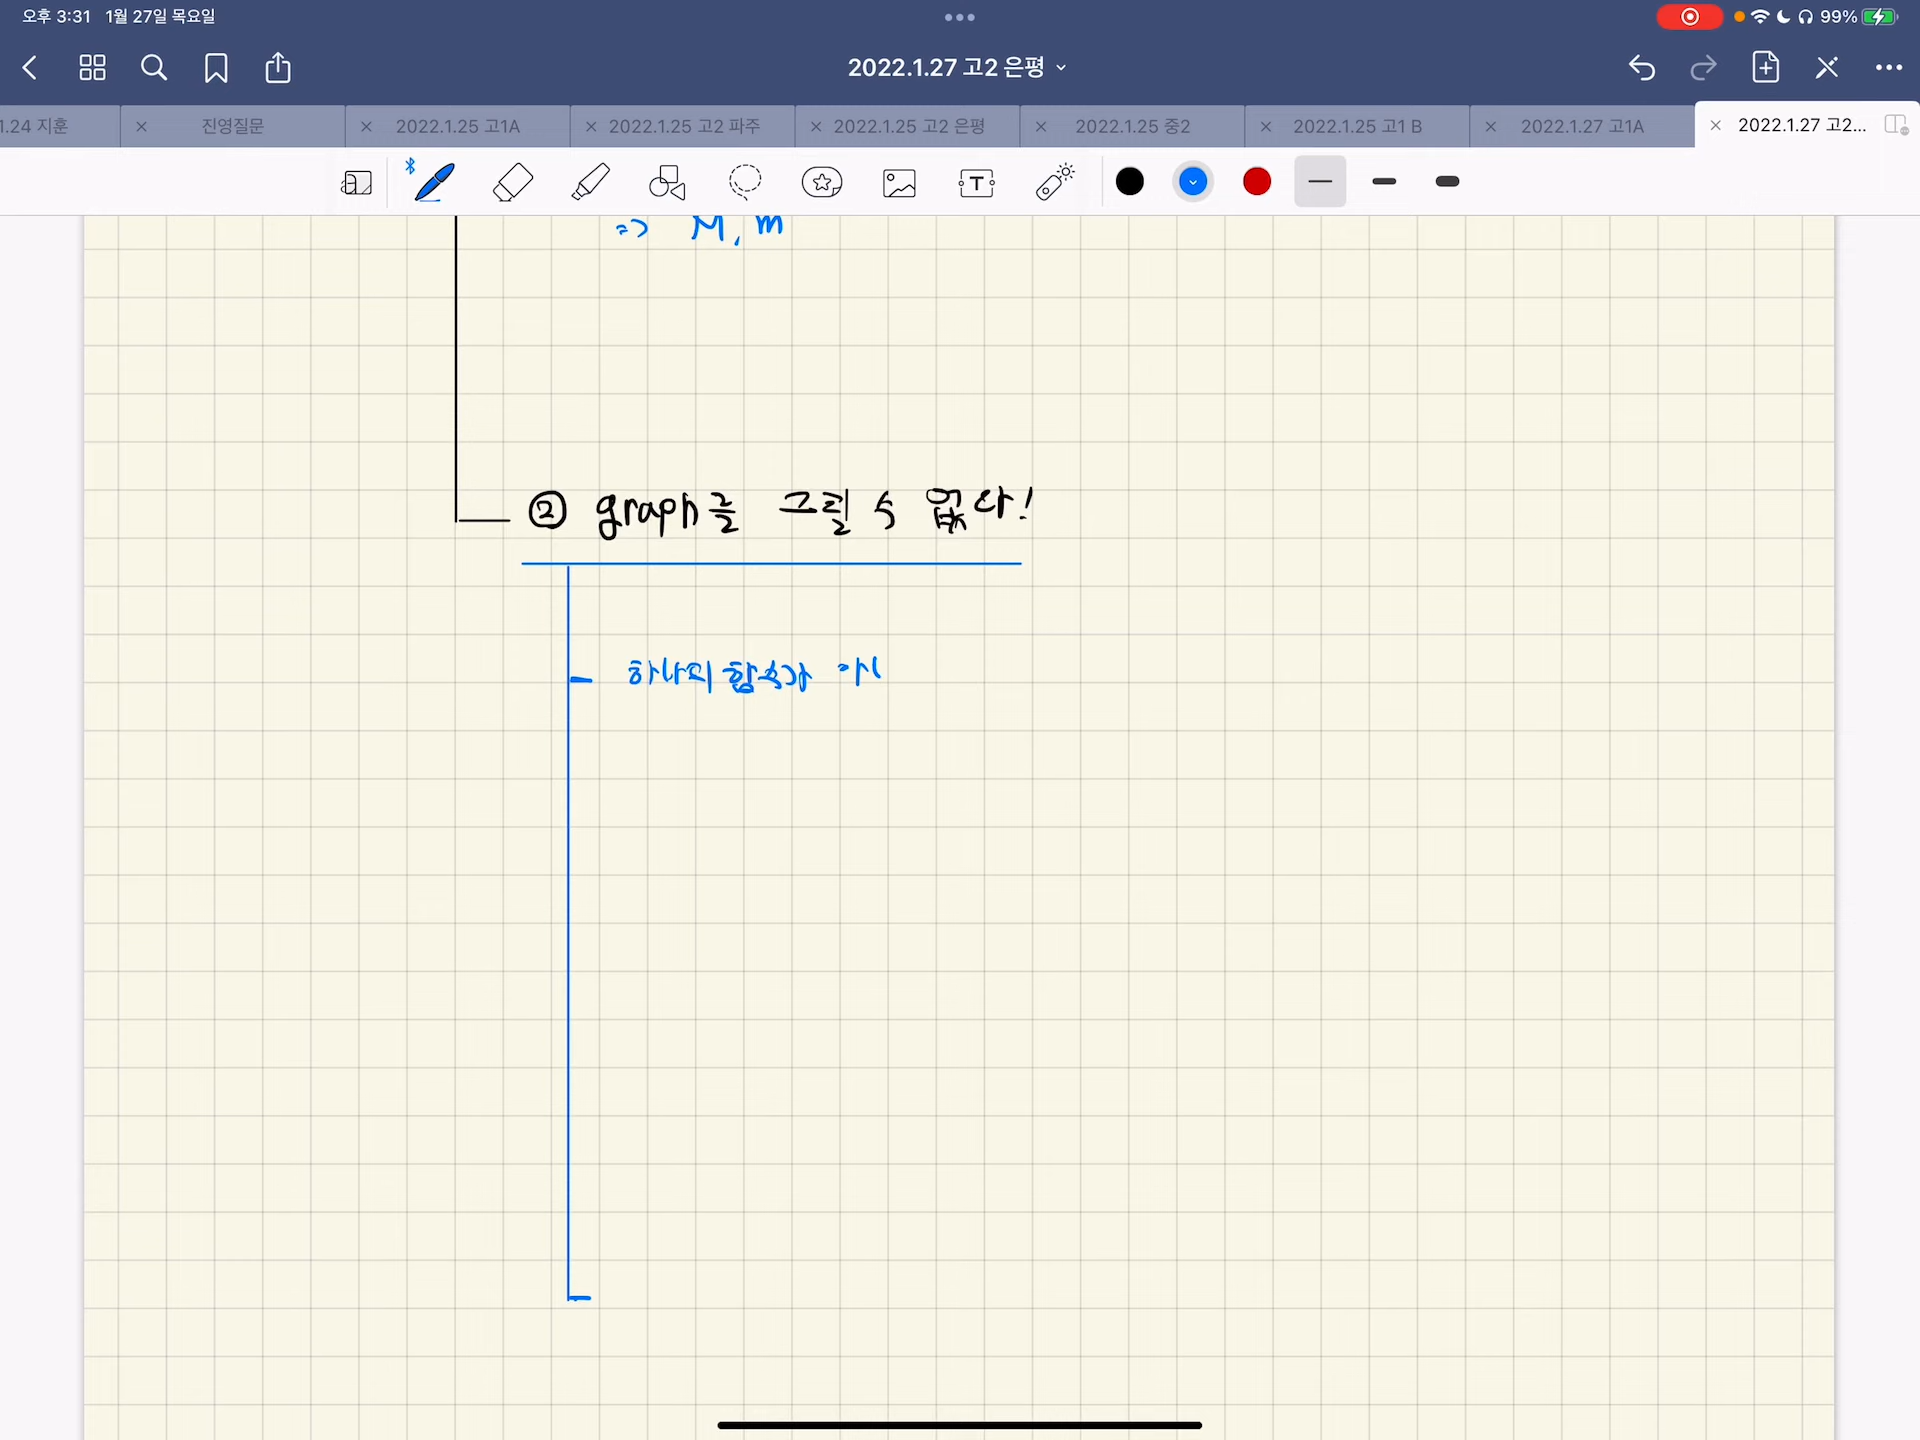 오후 3:31 1월 27일 목요일
99%
2022.1.27 고2 은평
1.24 지훈
진영질문
2022.1.25 고1A
2022.1.25 고2 파주
2022.1.25 고2 은평
2022.1.25 중2
2022.1.25 고1 B
2022.1.27 고1A
2022.1.27 고2...
T
=> M, m
② graph를 그릴 수 없다!
하나의 함수가 아